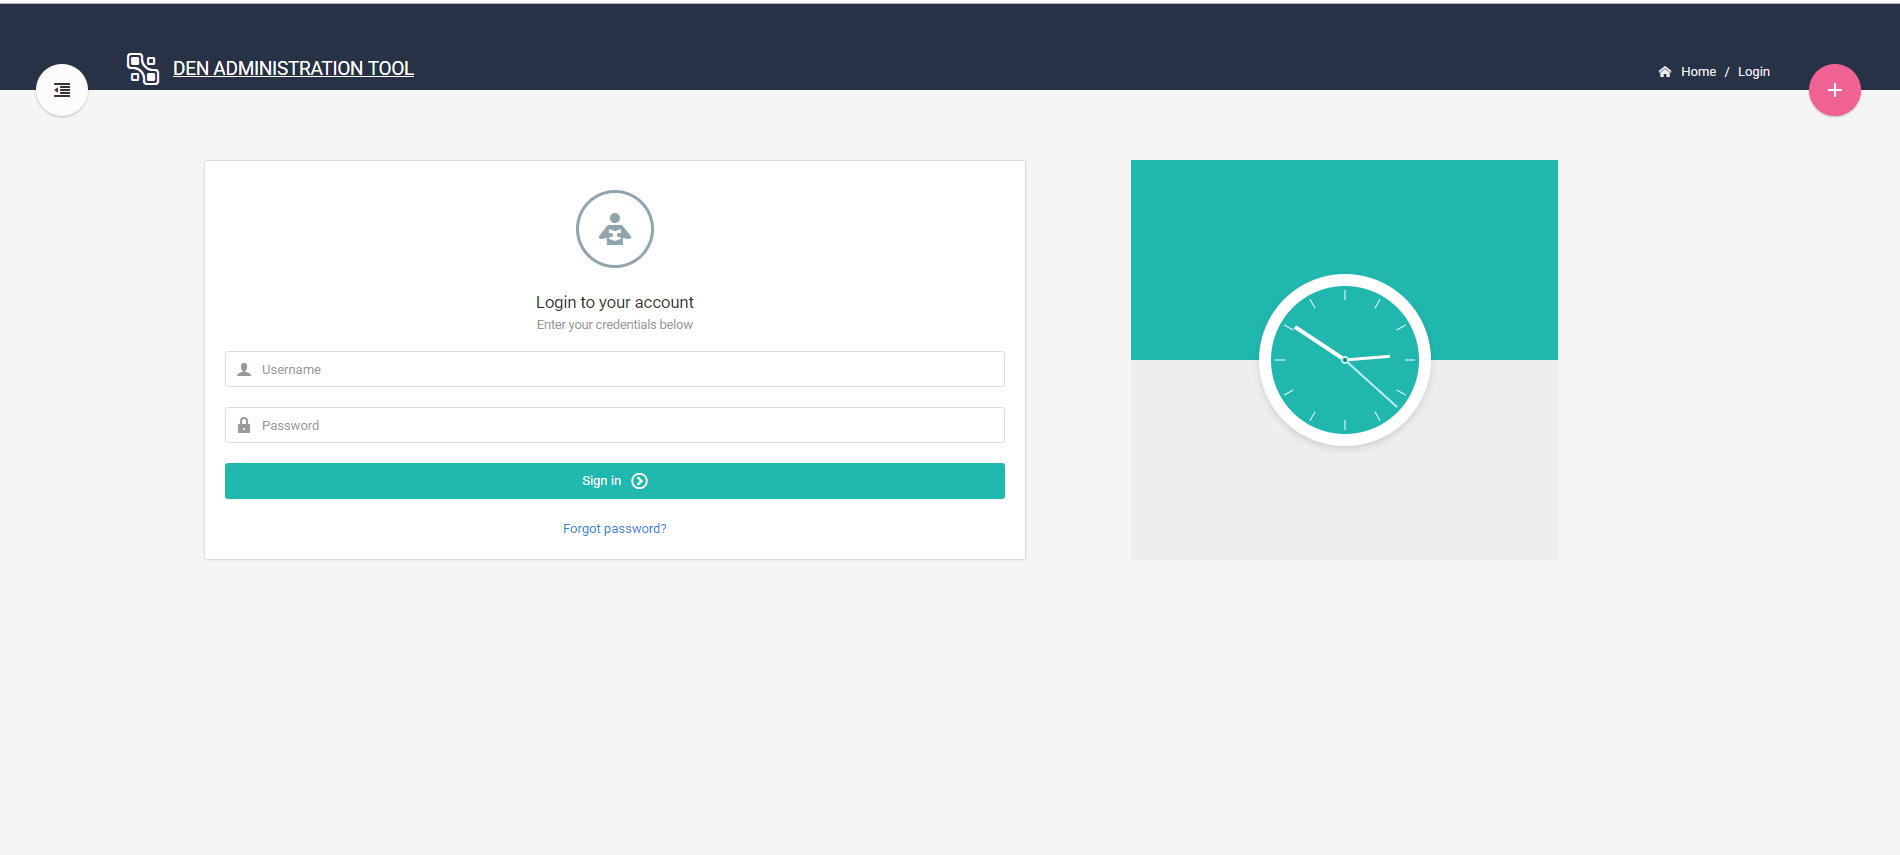 DEN ADMINISTRATION TOOL
Home / Login
Login to your account
Enter your credentials below
Username
Password
Sign in
Forgot password?